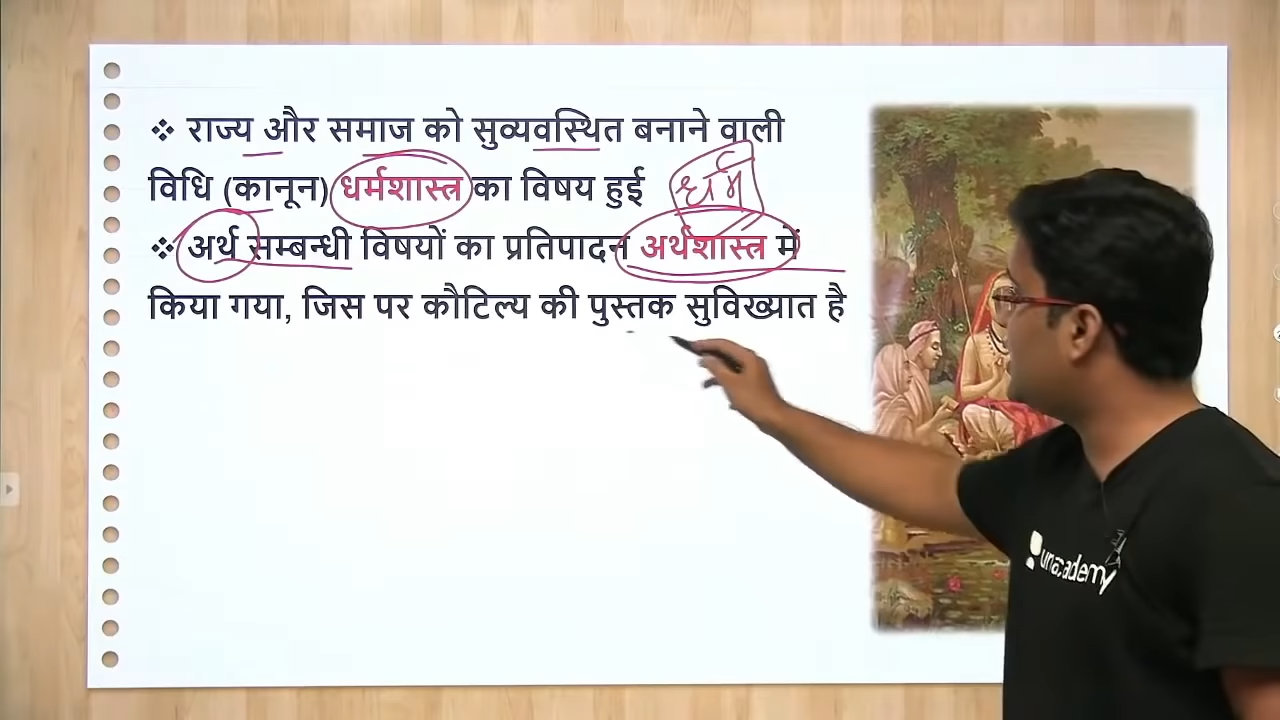 ❖ राज्य और समाज को सुव्यवस्थित बनाने वाली
विधि (कानून) धर्मशास्त्र का विषय हुई
धर्म
❖ अर्थ सम्बन्धी विषयों का प्रतिपादन अर्थशास्त्र में
किया गया, जिस पर कौटिल्य की पुस्तक सुविख्यात है
unacademy